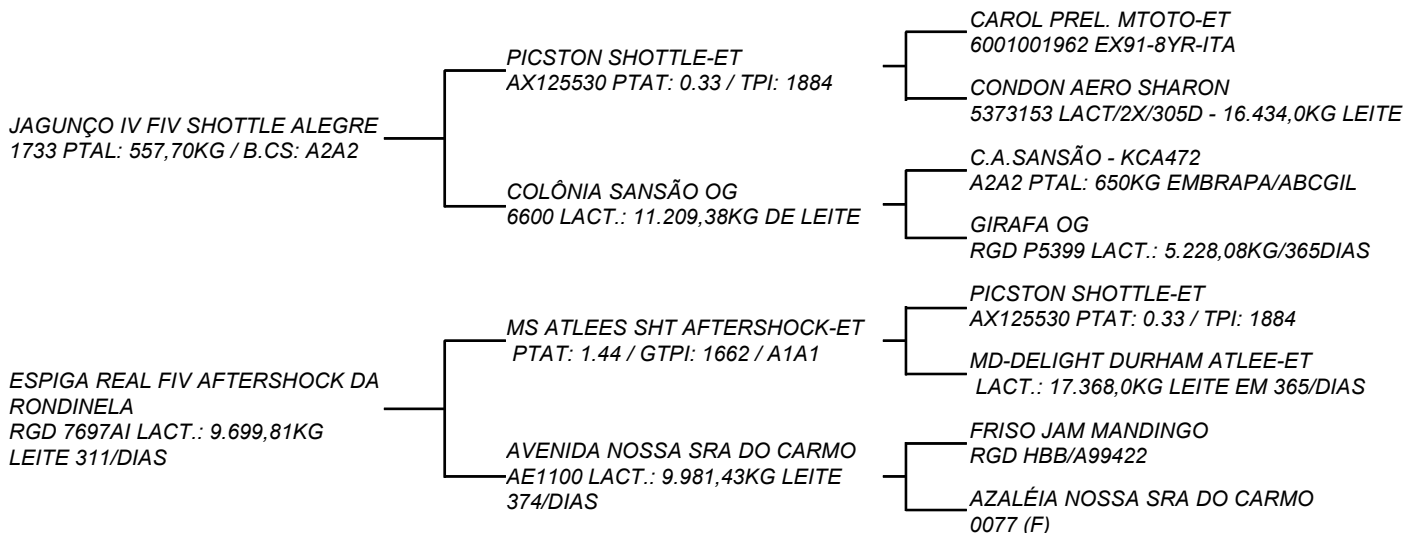 JAGUNÇO IV FIV SHOTTLE ALEGRE
1733 PTAL: 557,70KG / B.CS: A2A2
PICSTON SHOTTLE-ET
AX125530 PTAT: 0.33 / TPI: 1884
CAROL PREL. MTOTO-ET
6001001962 EX91-8YR-ITA
CONDON AERO SHARON
5373153 LACT/2X/305D - 16.434,0KG LEITE
COLÔNIA SANSÃO OG
6600 LACT.: 11.209,38KG DE LEITE
C.A.SANSÃO - KCA472
A2A2 PTAL: 650KG EMBRAPA/ABCGIL
GIRAFA OG
RGD P5399 LACT.: 5.228,08KG/365DIAS
ESPIGA REAL FIV AFTERSHOCK DA
RONDINELA
RGD 7697AI LACT.: 9.699,81KG
LEITE 311/DIAS
MS ATLEES SHT AFTERSHOCK-ET
PTAT: 1.44 / GTPI: 1662 / A1A1
PICSTON SHOTTLE-ET
AX125530 PTAT: 0.33 / TPI: 1884
MD-DELIGHT DURHAM ATLEE-ET
LACT.: 17.368,0KG LEITE EM 365/DIAS
AVENIDA NOSSA SRA DO CARMO
AE1100 LACT.: 9.981,43KG LEITE
374/DIAS
FRISO JAM MANDINGO
RGD HBB/A99422
AZALÉIA NOSSA SRA DO CARMO
0077 (F)